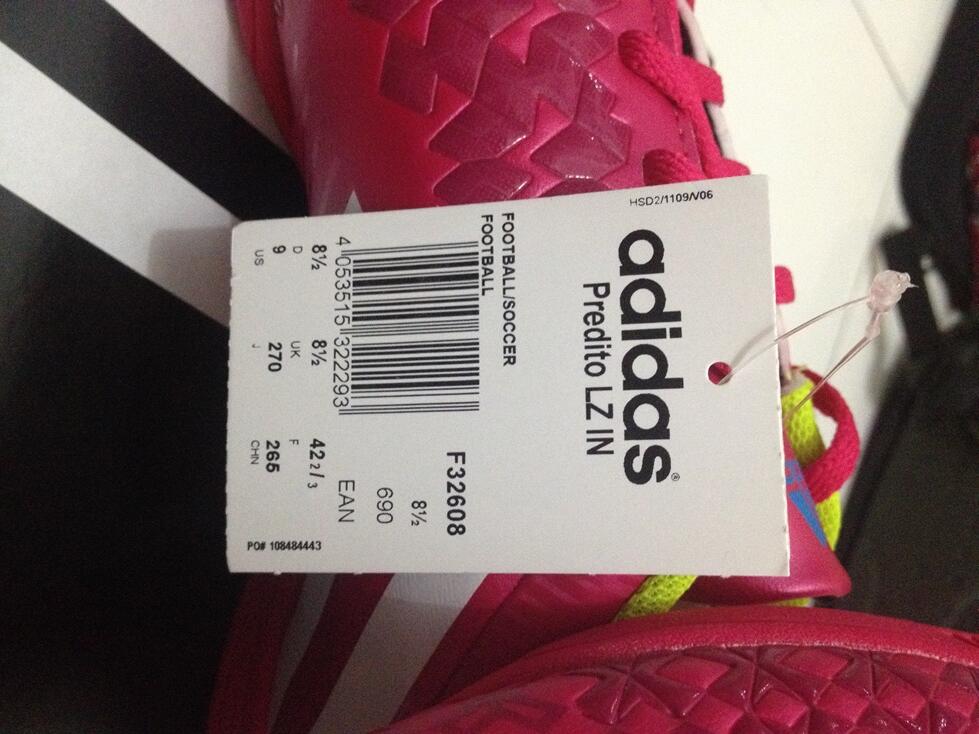 HSD2/1109/V06
adidas®
Predito LZ IN
FOOTBALL/SOCCER
FOOTBALL
F32608
8½
690
EAN
4 053515 322293
8½ 8½ 42 2/3
D UK F
9 270 265
US J CHN
PO# 108484443